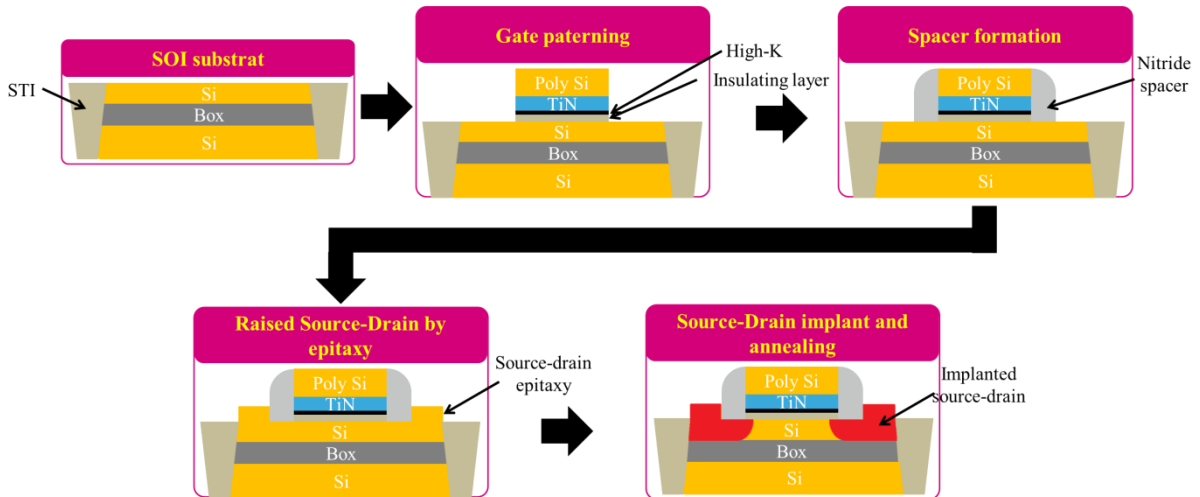 SOI substrat
STI
Si
Box
Si
Gate paterning
High-K
Insulating layer
Poly Si
TiN
Si
Box
Si
Spacer formation
Nitride
spacer
Poly Si
TiN
Si
Box
Si
Raised Source-Drain by
epitaxy
Source-drain
epitaxy
Poly Si
TiN
Si
Box
Si
Source-Drain implant and
annealing
Implanted
source-drain
Poly Si
TiN
Si
Box
Si